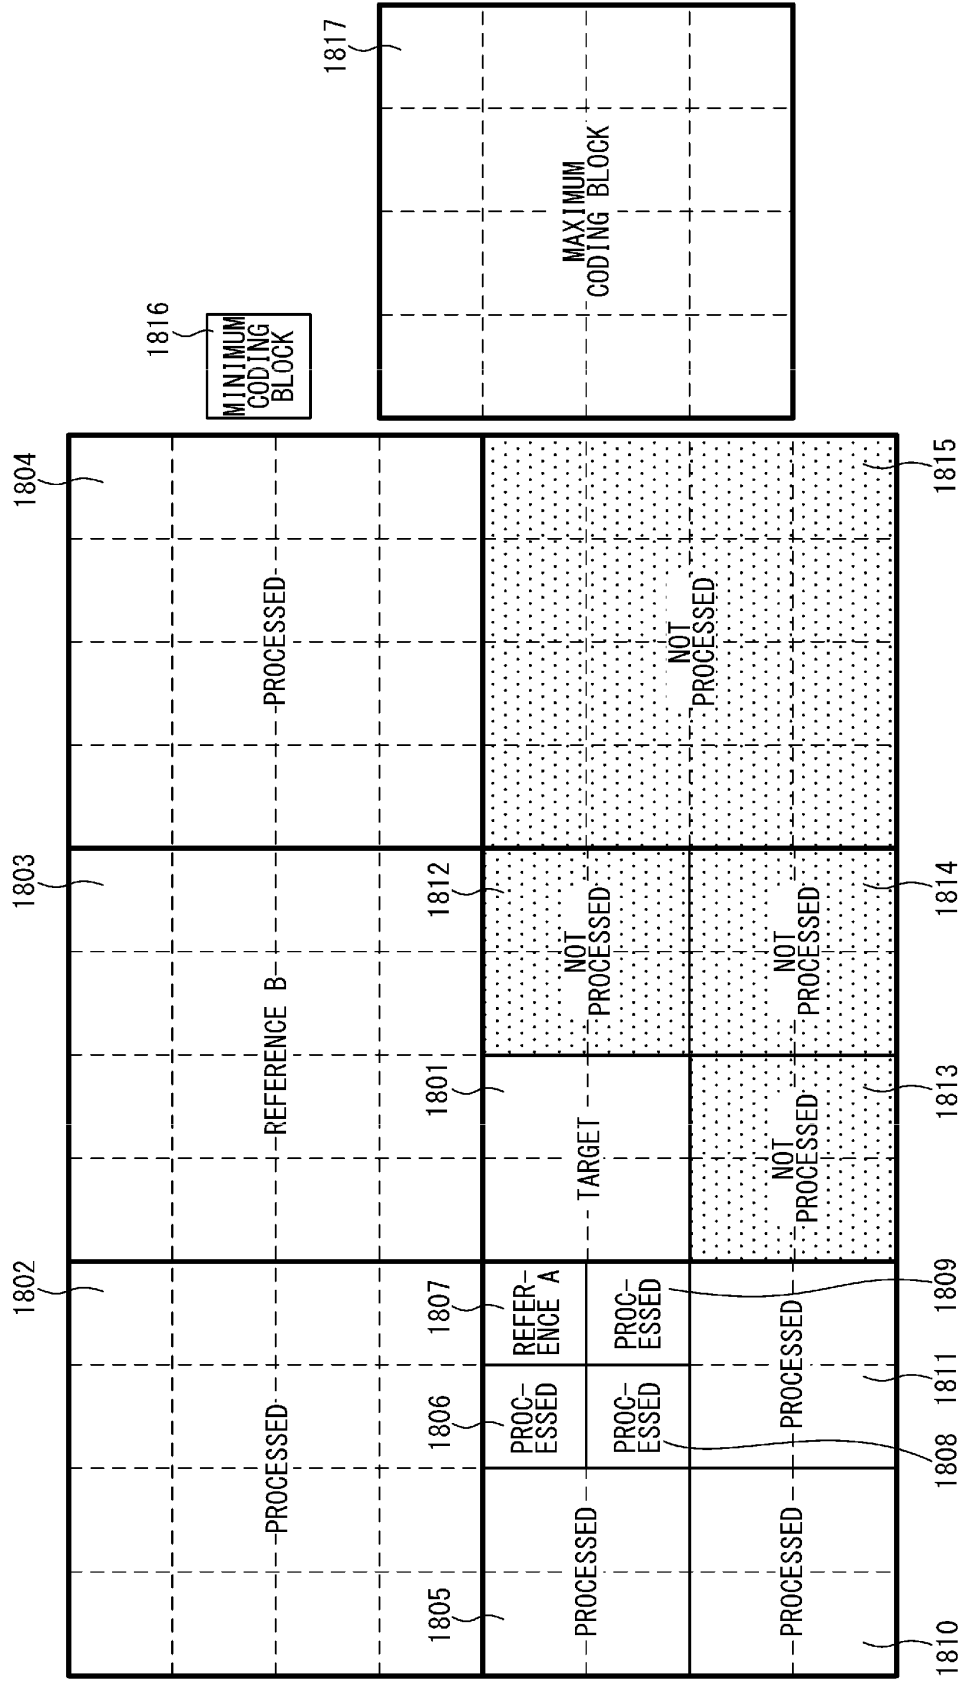 1802
1803
1804
PROCESSED
REFERENCE B
PROCESSED
1816
MINIMUM
CODING
BLOCK
1817
MAXIMUM
CODING BLOCK
1805
1806
1807
1801
1812
PROCESSED
PROC-
ESSED
REFER-
ENCE A
TARGET
NOT
PROCESSED
PROC-
ESSED
PROC-
ESSED
NOT
PROCESSED
PROCESSED
PROCESSED
NOT
PROCESSED
NOT
PROCESSED
1810
1808
1811
1809
1813
1814
1815